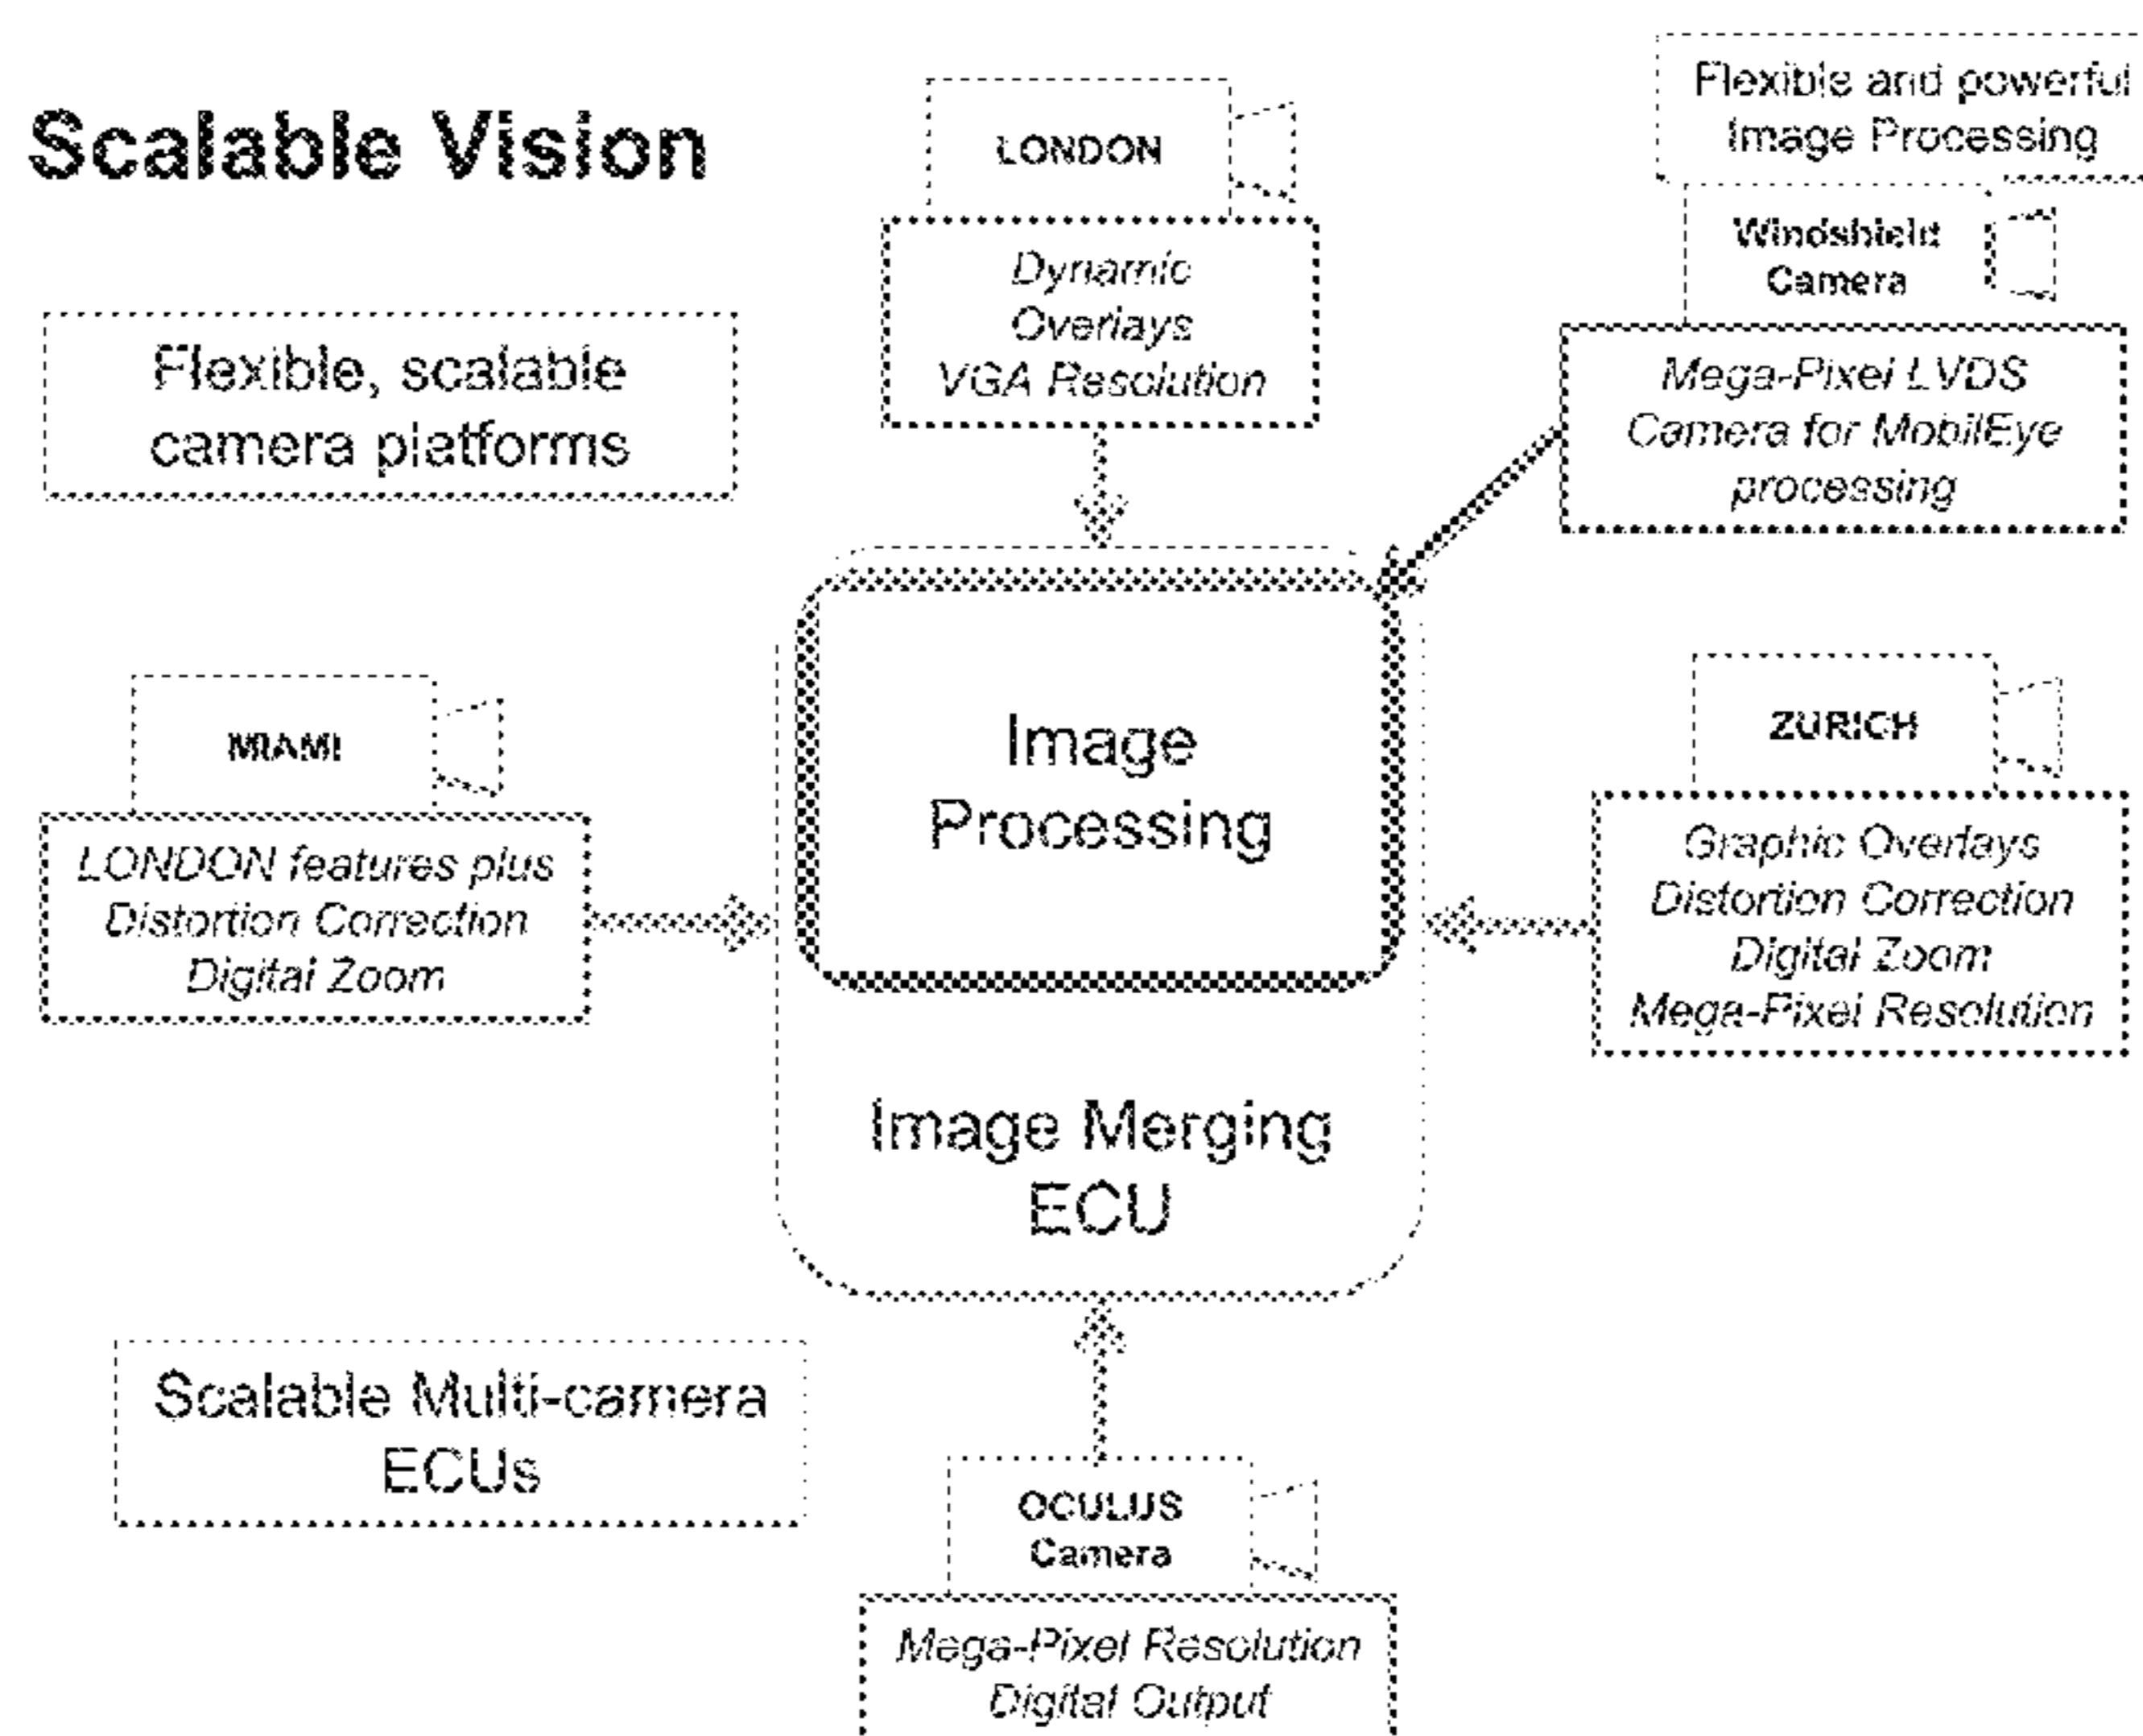 Scalable Vision
LONDON
Dynamic
Overlays
VGA Resolution
Flexible and powerful
Image Processing
Windshield
Camera
Mega-Pixel LVDS
Camera for MobilEye
processing
Flexible, scalable
camera platforms
MIAMI
LONDON features plus
Distortion Correction
Digital Zoom
Image
Processing
Image Merging
ECU
ZURICH
Graphic Overlays
Distortion Correction
Digital Zoom
Mega-Pixel Resolution
Scalable Multi-camera
ECUs
OCULUS
Camera
Mega-Pixel Resolution
Digital Output